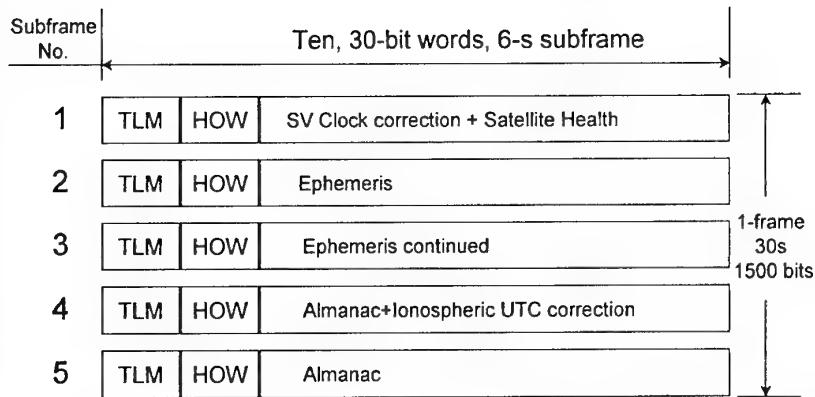 Subframe
No.
Ten, 30-bit words, 6-s subframe
1 TLM HOW SV Clock correction + Satellite Health
2 TLM HOW Ephemeris
3 TLM HOW Ephemeris continued
1-frame
30s
1500 bits
4 TLM HOW Almanac+Ionospheric UTC correction
5 TLM HOW Almanac